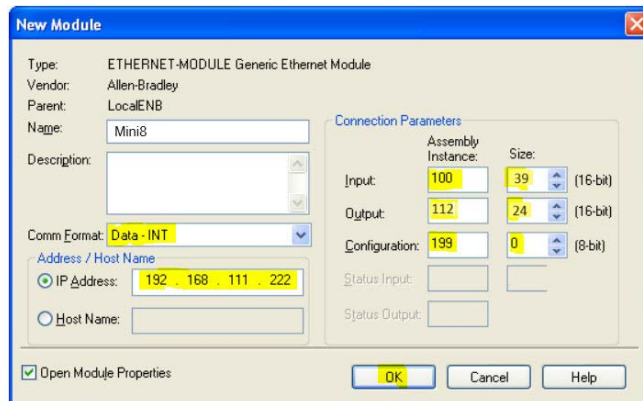 New Module
Type: ETHERNET-MODULE Generic Ethernet Module
Vendor: Allen-Bradley
Parent: LocalENB
Name: Mini8
Description:
Comm Format: Data - INT
Address / Host Name
IP Address: 192 . 168 . 111 . 222
Host Name:
Connection Parameters
Assembly Instance: Size:
Input: 100 39 (16-bit)
Output: 112 24 (16-bit)
Configuration: 199 0 (8-bit)
Status Input:
Status Output:
Open Module Properties
OK Cancel Help